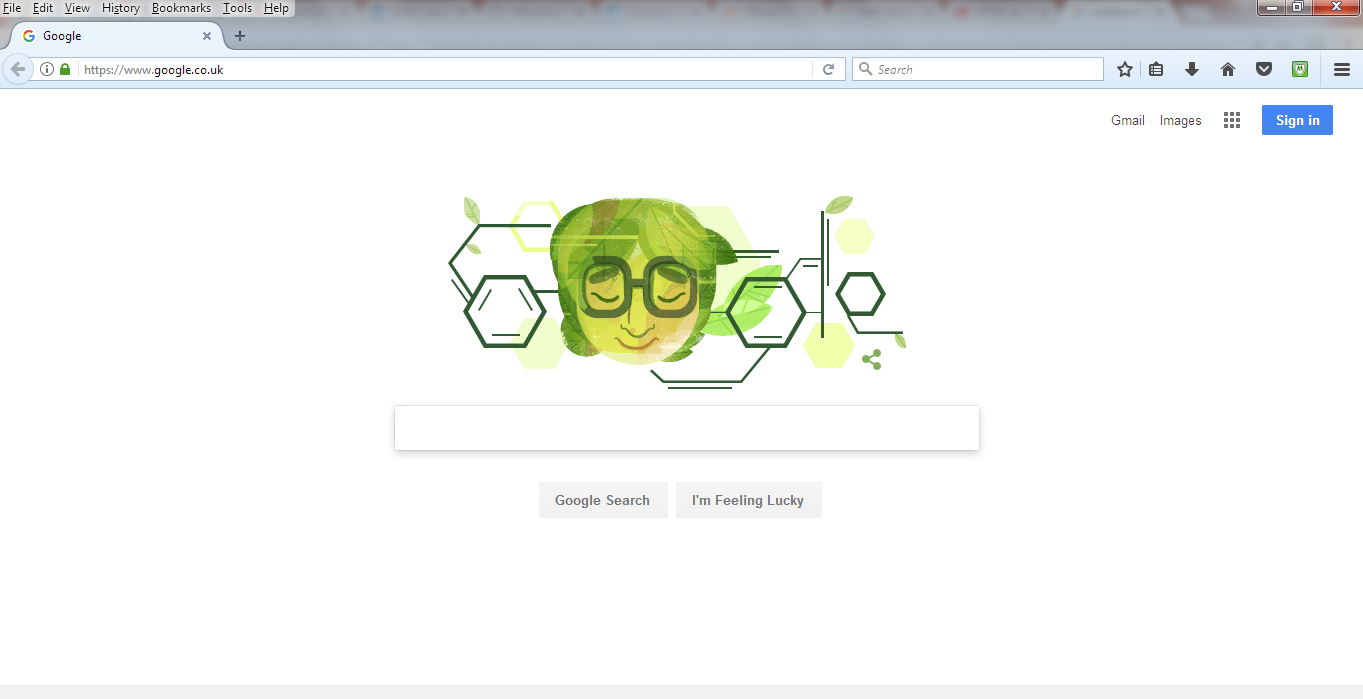 File Edit View History Bookmarks Tools Help
Google
https://www.google.co.uk
Search
Gmail Images Sign in
Google Search I'm Feeling Lucky